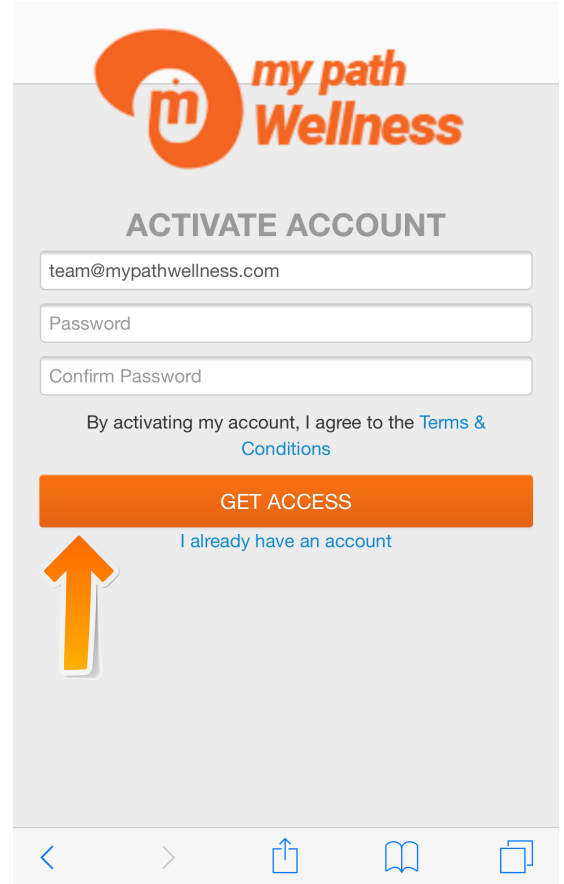 my path
Wellness
ACTIVATE ACCOUNT
team@mypathwellness.com
Password
Confirm Password
By activating my account, I agree to the Terms &
Conditions
GET ACCESS
I already have an account